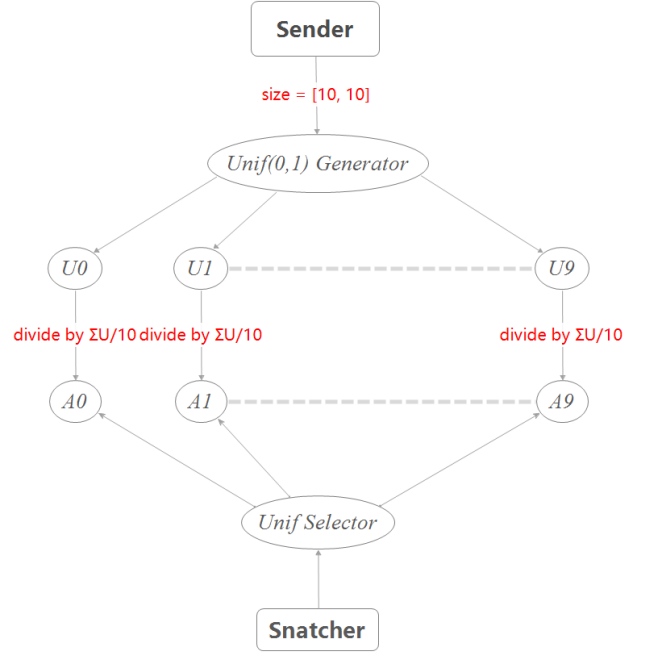 Sender
size = [10, 10]
Unif(0,1) Generator
U0 U1 U9
divide by ΣU/10 divide by ΣU/10 divide by ΣU/10
A0 A1 A9
Unif Selector
Snatcher